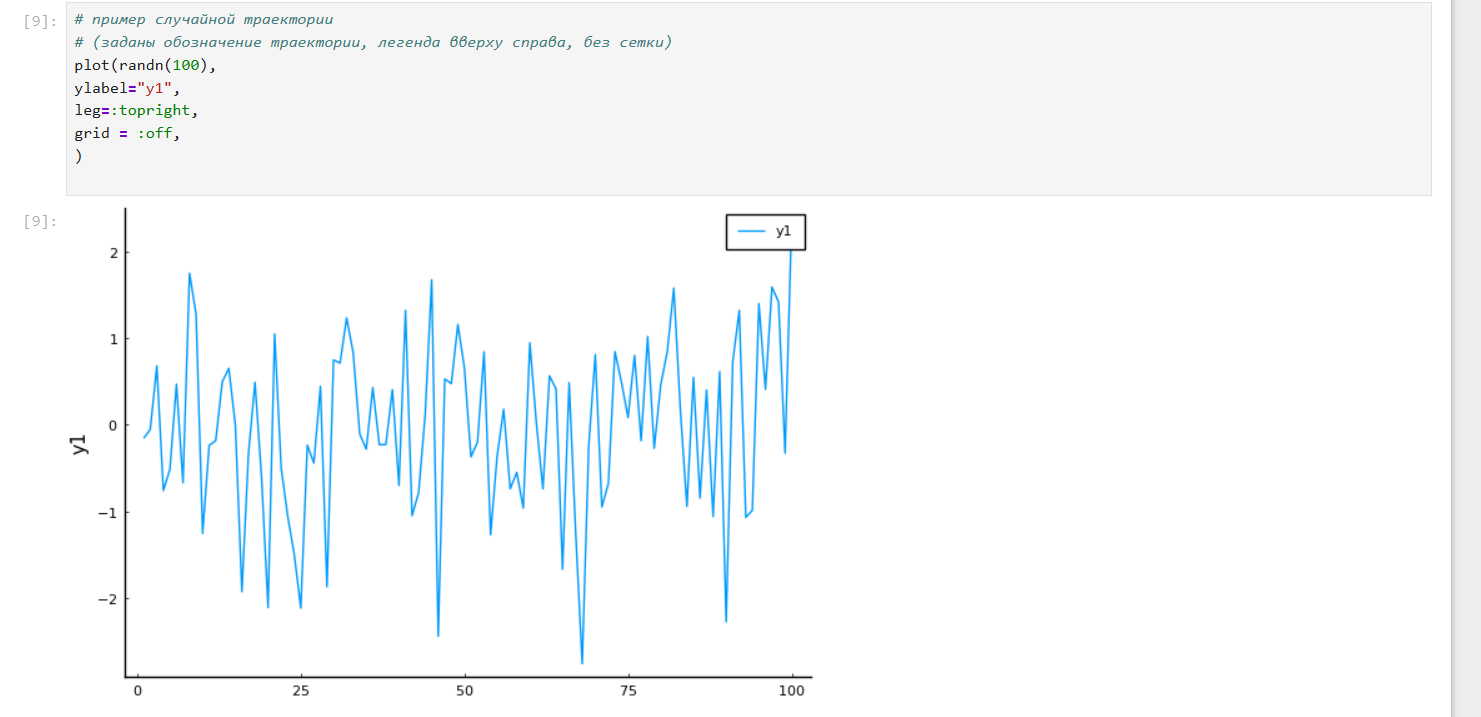 [9]:
# пример случайной траектории
# (заданы обозначение траектории, легенда вверху справа, без сетки)
plot(randn(100),
ylabel="y1",
leg=:topright,
grid = :off,
)
[9]:
y1
2
1
0
−1
−2
y1
0 25 50 75 100